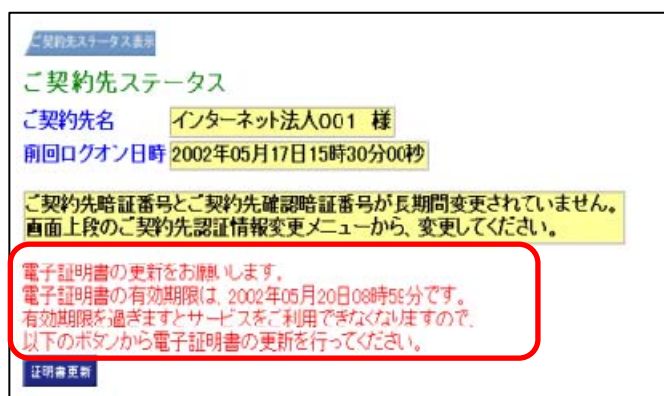 ご契約先ステータス表示
ご契約先ステータス
ご契約先名 インターネット法人001 様
前回ログオン日時 2002年05月17日15時30分00秒
ご契約先暗証番号とご契約先確認暗証番号が長期間変更されていません。
画面上段のご契約先認証情報変更メニューから、変更してください。
電子証明書の更新をお願いします。
電子証明書の有効期限は、2002年05月20日08時59分です。
有効期限を過ぎますとサービスをご利用できなくなりますので、
以下のボタンから電子証明書の更新を行ってください。
証明書更新